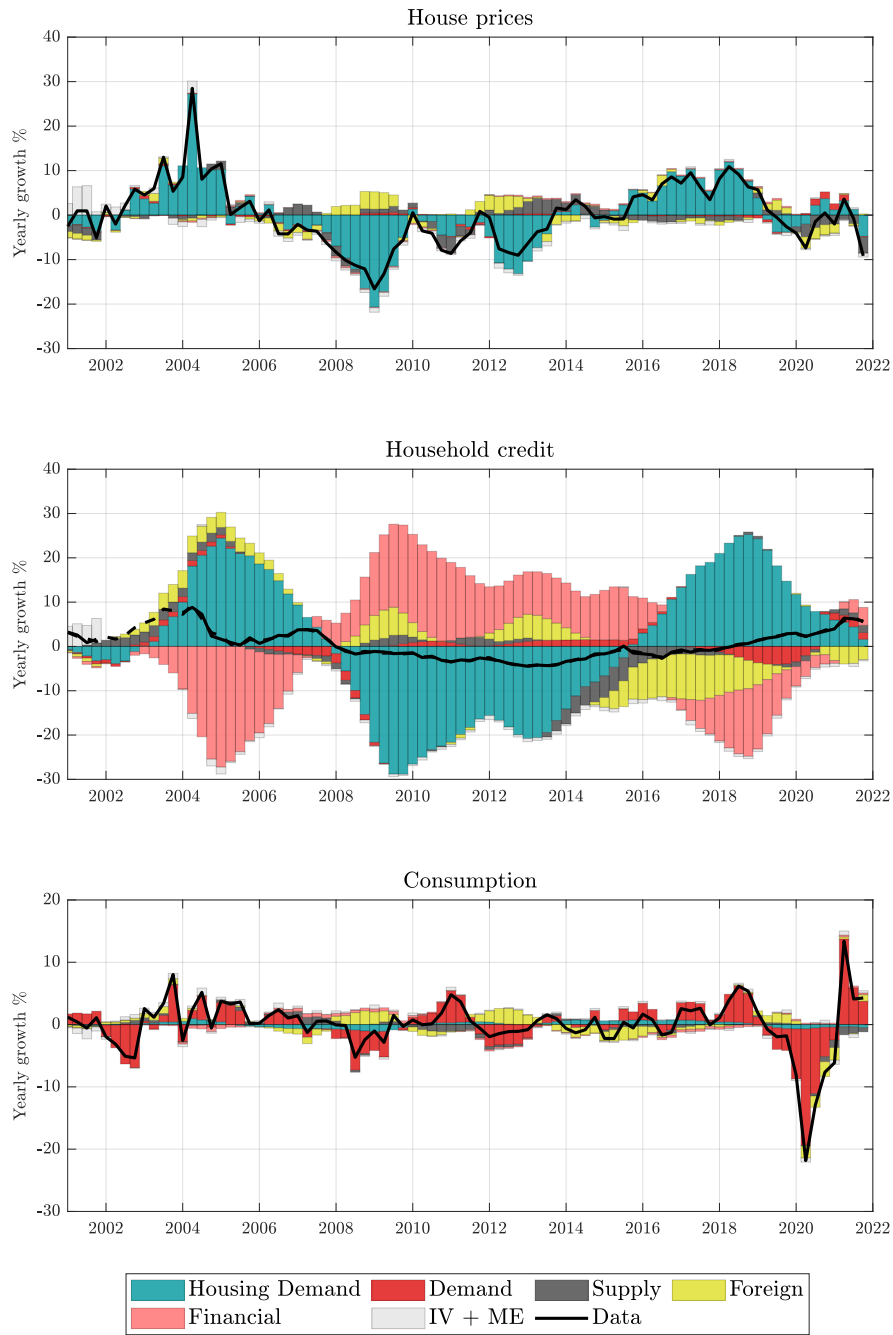 House prices
Yearly growth %
40
30
20
10
0
-10
-20
-30
2002 2004 2006 2008 2010 2012 2014 2016 2018 2020 2022
Household credit
Yearly growth %
40
30
20
10
0
-10
-20
-30
2002 2004 2006 2008 2010 2012 2014 2016 2018 2020 2022
Consumption
Yearly growth %
20
10
0
-10
-20
-30
2002 2004 2006 2008 2010 2012 2014 2016 2018 2020 2022
Housing Demand Demand Supply Foreign
Financial IV + ME Data